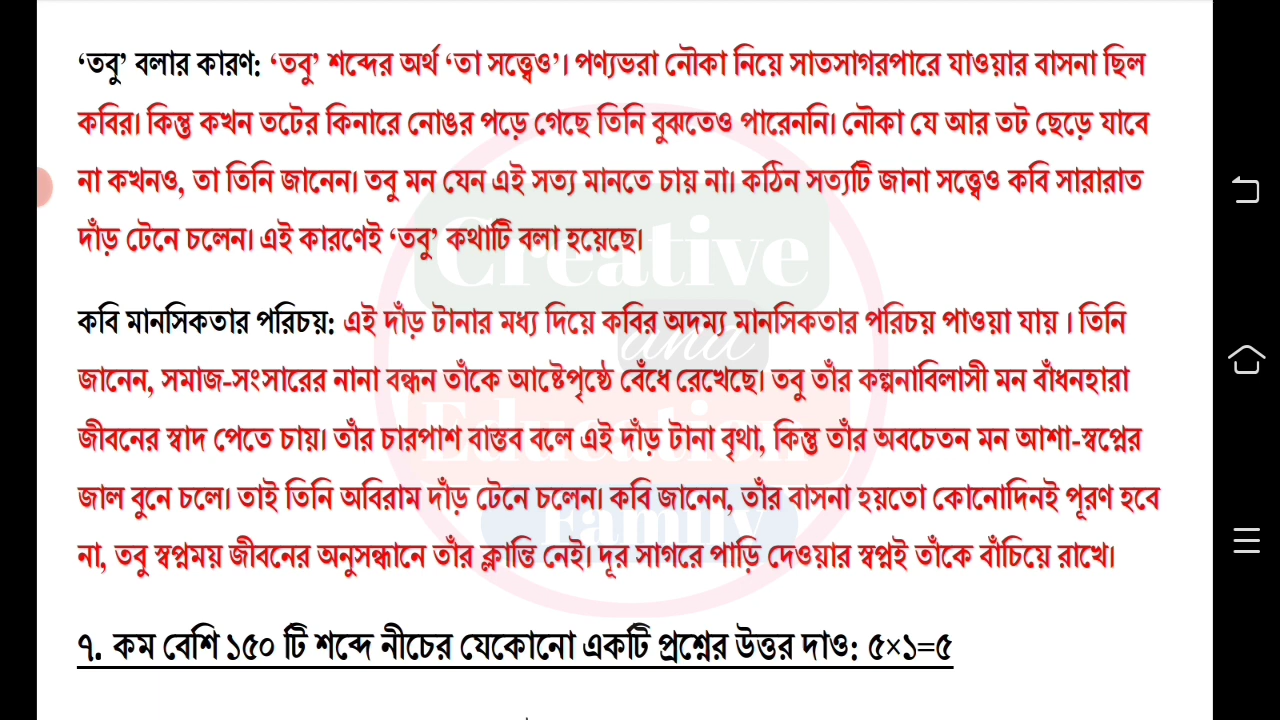 ‘তবু’ বলার কারণ: ‘তবু’ শব্দের অর্থ ‘তা সত্ত্বেও’। পণ্যভরা নৌকা নিয়ে সাতসাগরপারে যাওয়ার বাসনা ছিল
কবির। কিন্তু কখন তটের কিনারে নোঙর পড়ে গেছে তিনি বুঝতেও পারেননি। নৌকা যে আর তট ছেড়ে যাবে
না কখনও, তা তিনি জানেন। তবু মন যেন এই সত্য মানতে চায় না। কঠিন সত্যটি জানা সত্ত্বেও কবি সারারাত
দাঁড় টেনে চলেন। এই কারণেই ‘তবু’ কথাটি বলা হয়েছে।
কবি মানসিকতার পরিচয়: এই দাঁড় টানার মধ্য দিয়ে কবির অদম্য মানসিকতার পরিচয় পাওয়া যায় । তিনি
জানেন, সমাজ-সংসারের নানা বন্ধন তাঁকে আষ্টেপৃষ্ঠে বেঁধে রেখেছে। তবু তাঁর কল্পনাবিলাসী মন বাঁধনহারা
জীবনের স্বাদ পেতে চায়। তাঁর চারপাশ বাস্তব বলে এই দাঁড় টানা বৃথা, কিন্তু তাঁর অবচেতন মন আশা-স্বপ্নের
জাল বুনে চলে। তাই তিনি অবিরাম দাঁড় টেনে চলেন। কবি জানেন, তাঁর বাসনা হয়তো কোনোদিনই পূরণ হবে
না, তবু স্বপ্নময় জীবনের অনুসন্ধানে তাঁর ক্লান্তি নেই। দূর সাগরে পাড়ি দেওয়ার স্বপ্নই তাঁকে বাঁচিয়ে রাখে।
৭. কম বেশি ১৫০ টি শব্দে নীচের যেকোনো একটি প্রশ্নের উত্তর দাও: ৫×১=৫
Creative
and
Education
Family